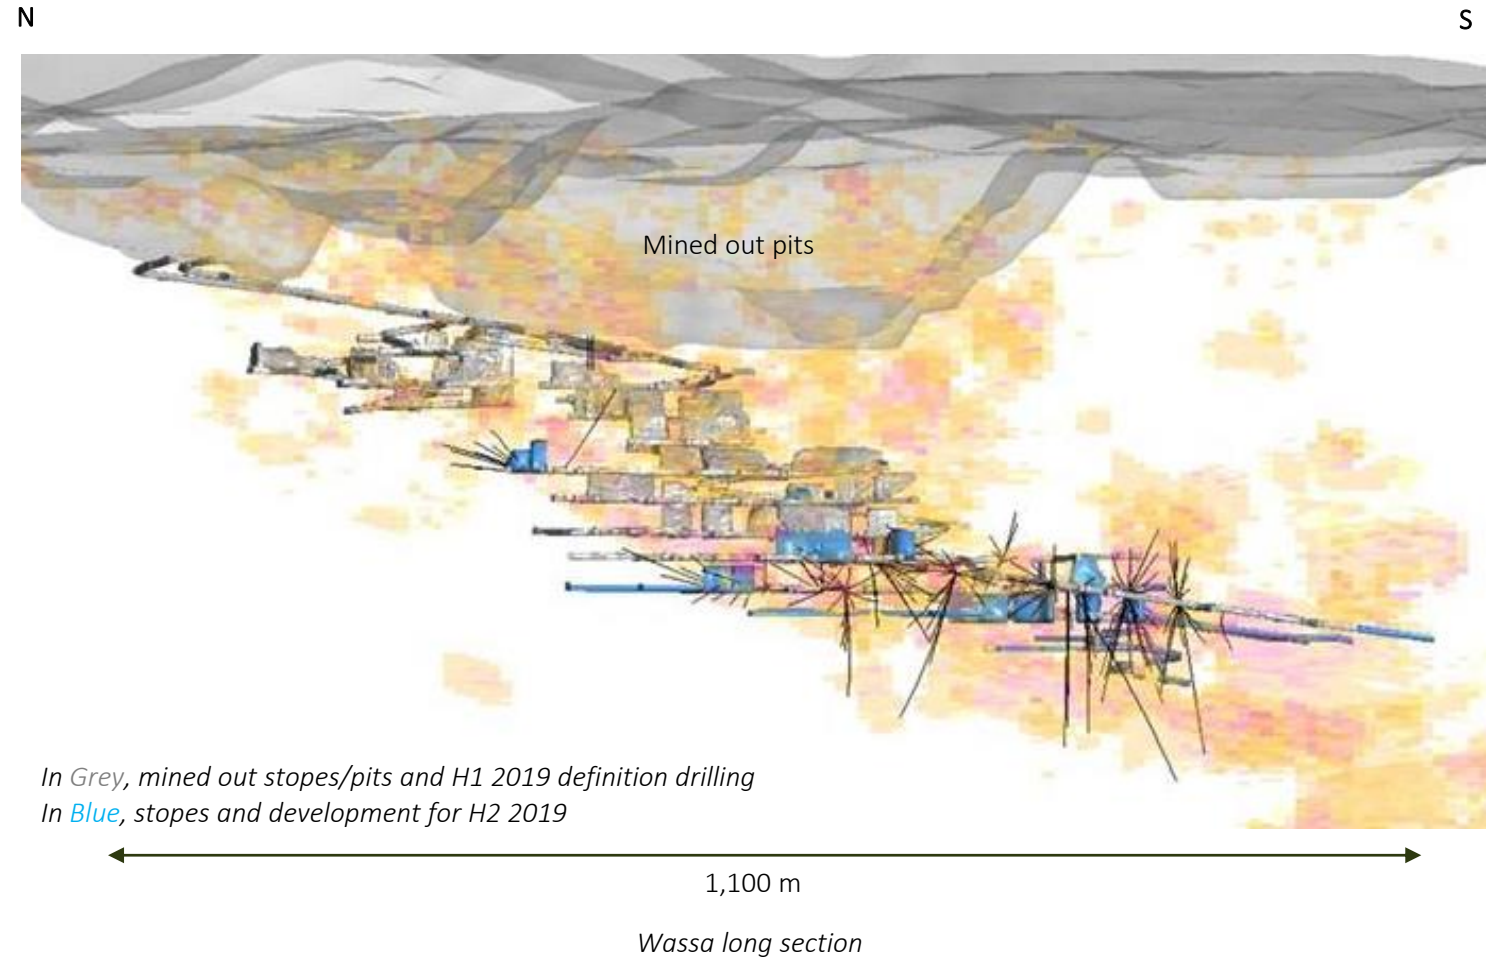 N
S
Mined out pits
In Grey, mined out stopes/pits and H1 2019 definition drilling
In Blue, stopes and development for H2 2019
1,100 m
Wassa long section